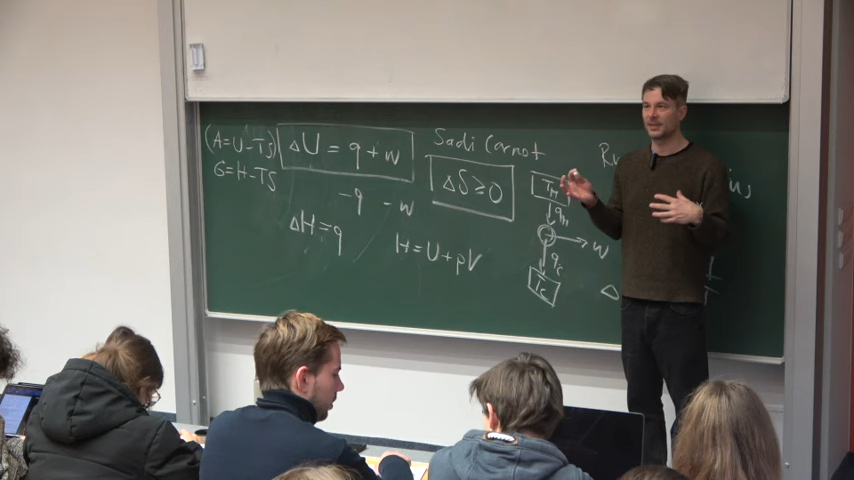 (A=U-TS)
G=H-TS
ΔU = q + w
-q -w
ΔH=q
Sadi Carnot
ΔS≥0
H=U+pV
T_H
q_H
w
q_c
T_c
Δ